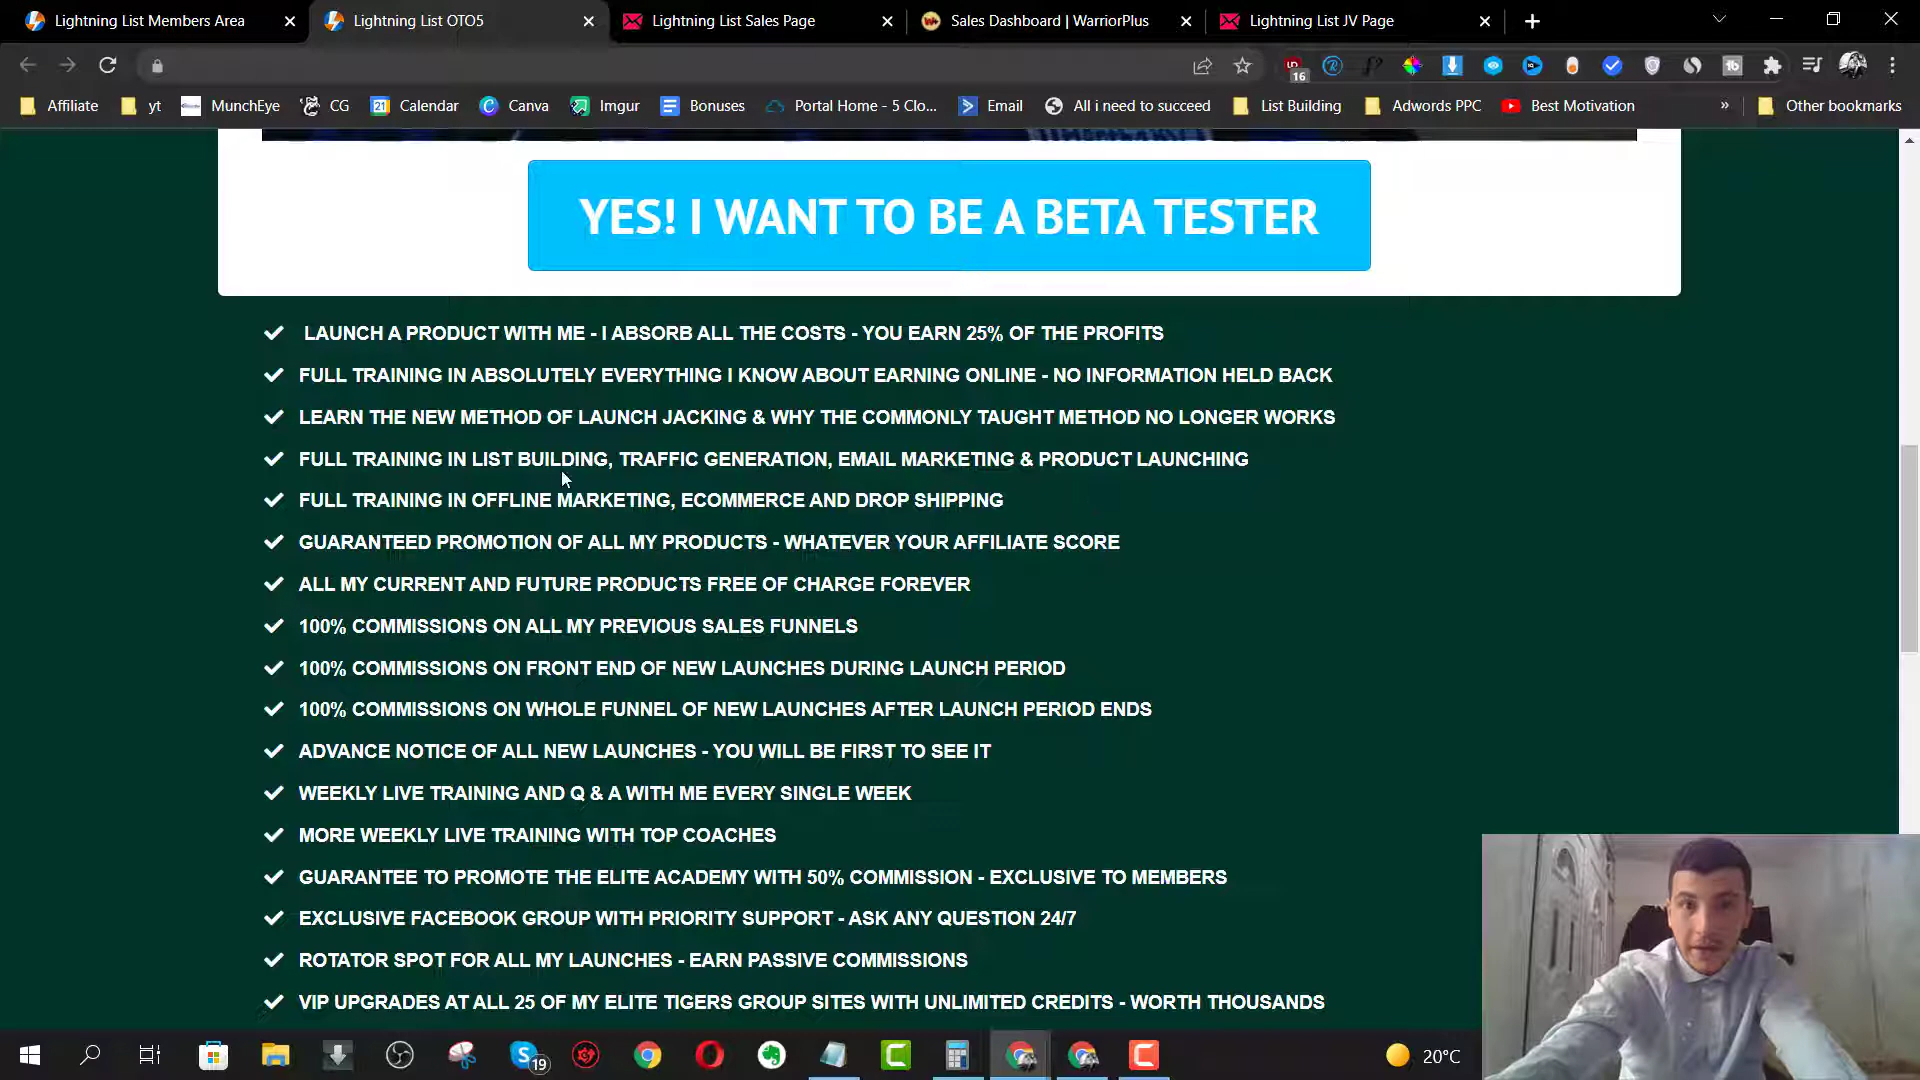 Lightning List Members Area
Lightning List OTO5
Lightning List Sales Page
Sales Dashboard | WarriorPlus
Lightning List JV Page
16
Affiliate
yt
MunchEye
CG
Calendar
Canva
Imgur
Bonuses
Portal Home - 5 Clo...
Email
All i need to succeed
List Building
Adwords PPC
Best Motivation
»
Other bookmarks
YES! I WANT TO BE A BETA TESTER
LAUNCH A PRODUCT WITH ME - I ABSORB ALL THE COSTS - YOU EARN 25% OF THE PROFITS
FULL TRAINING IN ABSOLUTELY EVERYTHING I KNOW ABOUT EARNING ONLINE - NO INFORMATION HELD BACK
LEARN THE NEW METHOD OF LAUNCH JACKING & WHY THE COMMONLY TAUGHT METHOD NO LONGER WORKS
FULL TRAINING IN LIST BUILDING, TRAFFIC GENERATION, EMAIL MARKETING & PRODUCT LAUNCHING
FULL TRAINING IN OFFLINE MARKETING, ECOMMERCE AND DROP SHIPPING
GUARANTEED PROMOTION OF ALL MY PRODUCTS - WHATEVER YOUR AFFILIATE SCORE
ALL MY CURRENT AND FUTURE PRODUCTS FREE OF CHARGE FOREVER
100% COMMISSIONS ON ALL MY PREVIOUS SALES FUNNELS
100% COMMISSIONS ON FRONT END OF NEW LAUNCHES DURING LAUNCH PERIOD
100% COMMISSIONS ON WHOLE FUNNEL OF NEW LAUNCHES AFTER LAUNCH PERIOD ENDS
ADVANCE NOTICE OF ALL NEW LAUNCHES - YOU WILL BE FIRST TO SEE IT
WEEKLY LIVE TRAINING AND Q & A WITH ME EVERY SINGLE WEEK
MORE WEEKLY LIVE TRAINING WITH TOP COACHES
GUARANTEE TO PROMOTE THE ELITE ACADEMY WITH 50% COMMISSION - EXCLUSIVE TO MEMBERS
EXCLUSIVE FACEBOOK GROUP WITH PRIORITY SUPPORT - ASK ANY QUESTION 24/7
ROTATOR SPOT FOR ALL MY LAUNCHES - EARN PASSIVE COMMISSIONS
VIP UPGRADES AT ALL 25 OF MY ELITE TIGERS GROUP SITES WITH UNLIMITED CREDITS - WORTH THOUSANDS
19
20°C